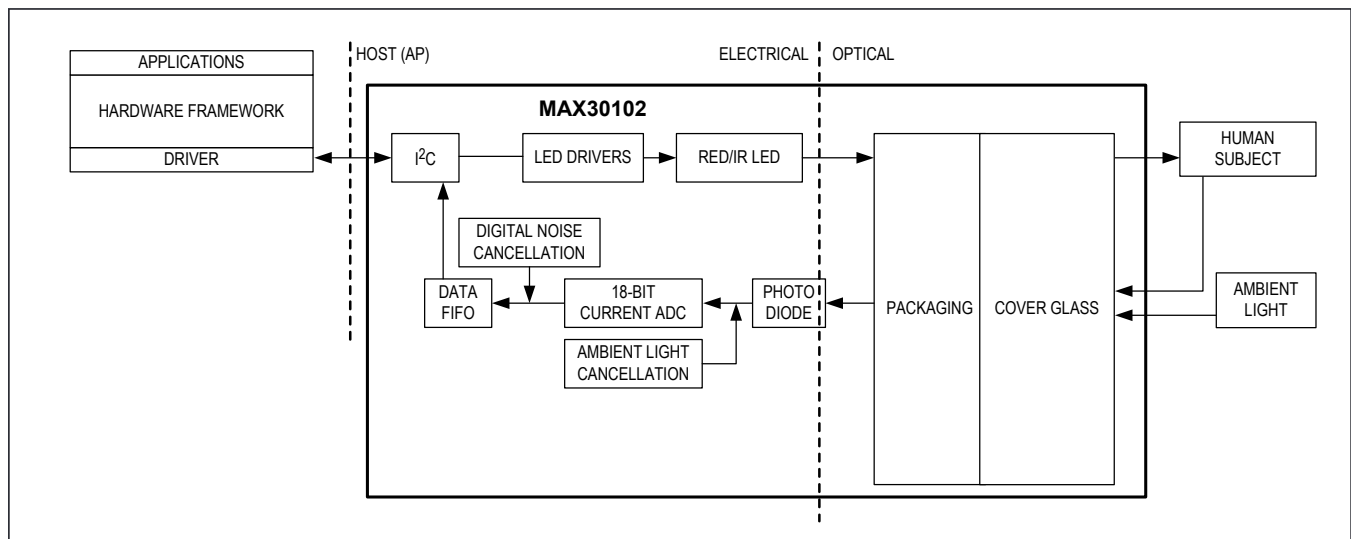 HOST (AP)
ELECTRICAL
OPTICAL
APPLICATIONS
HARDWARE FRAMEWORK
DRIVER
MAX30102
I²C
LED DRIVERS
RED/IR LED
HUMAN
SUBJECT
DIGITAL NOISE
CANCELLATION
DATA
FIFO
18-BIT
CURRENT ADC
PHOTO
DIODE
PACKAGING
COVER GLASS
AMBIENT
LIGHT
AMBIENT LIGHT
CANCELLATION